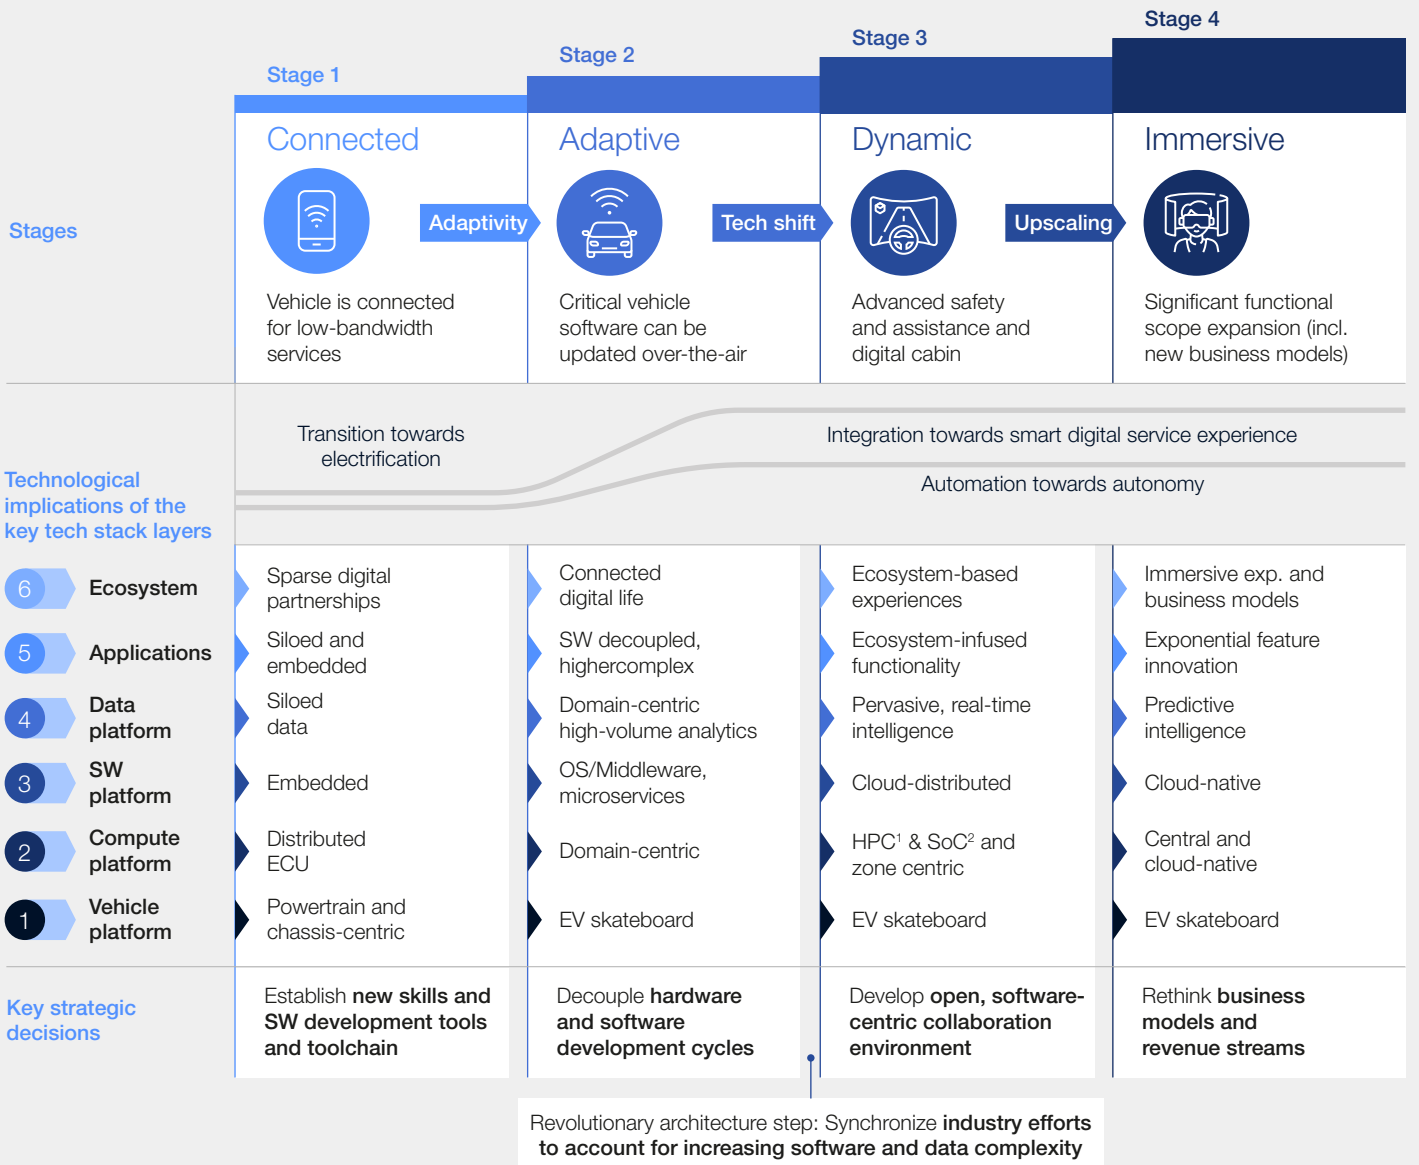 Stage 1
Stage 2
Stage 3
Stage 4
Stages
Connected
Adaptive
Dynamic
Immersive
Adaptivity
Tech shift
Upscaling
Vehicle is connected
for low-bandwidth
services
Critical vehicle
software can be
updated over-the-air
Advanced safety
and assistance and
digital cabin
Significant functional
scope expansion (incl.
new business models)
Technological
implications of the
key tech stack layers
Transition towards
electrification
Integration towards smart digital service experience
Automation towards autonomy
6 Ecosystem
Sparse digital
partnerships
Connected
digital life
Ecosystem-based
experiences
Immersive exp. and
business models
5 Applications
Siloed and
embedded
SW decoupled,
highercomplex
Ecosystem-infused
functionality
Exponential feature
innovation
4 Data
platform
Siloed
data
Domain-centric
high-volume analytics
Pervasive, real-time
intelligence
Predictive
intelligence
3 SW
platform
Embedded
OS/Middleware,
microservices
Cloud-distributed
Cloud-native
2 Compute
platform
Distributed
ECU
Domain-centric
HPC¹ & SoC² and
zone centric
Central and
cloud-native
1 Vehicle
platform
Powertrain and
chassis-centric
EV skateboard
EV skateboard
EV skateboard
Key strategic
decisions
Establish new skills and
SW development tools
and toolchain
Decouple hardware
and software
development cycles
Develop open, software-
centric collaboration
environment
Rethink business
models and
revenue streams
Revolutionary architecture step: Synchronize industry efforts
to account for increasing software and data complexity